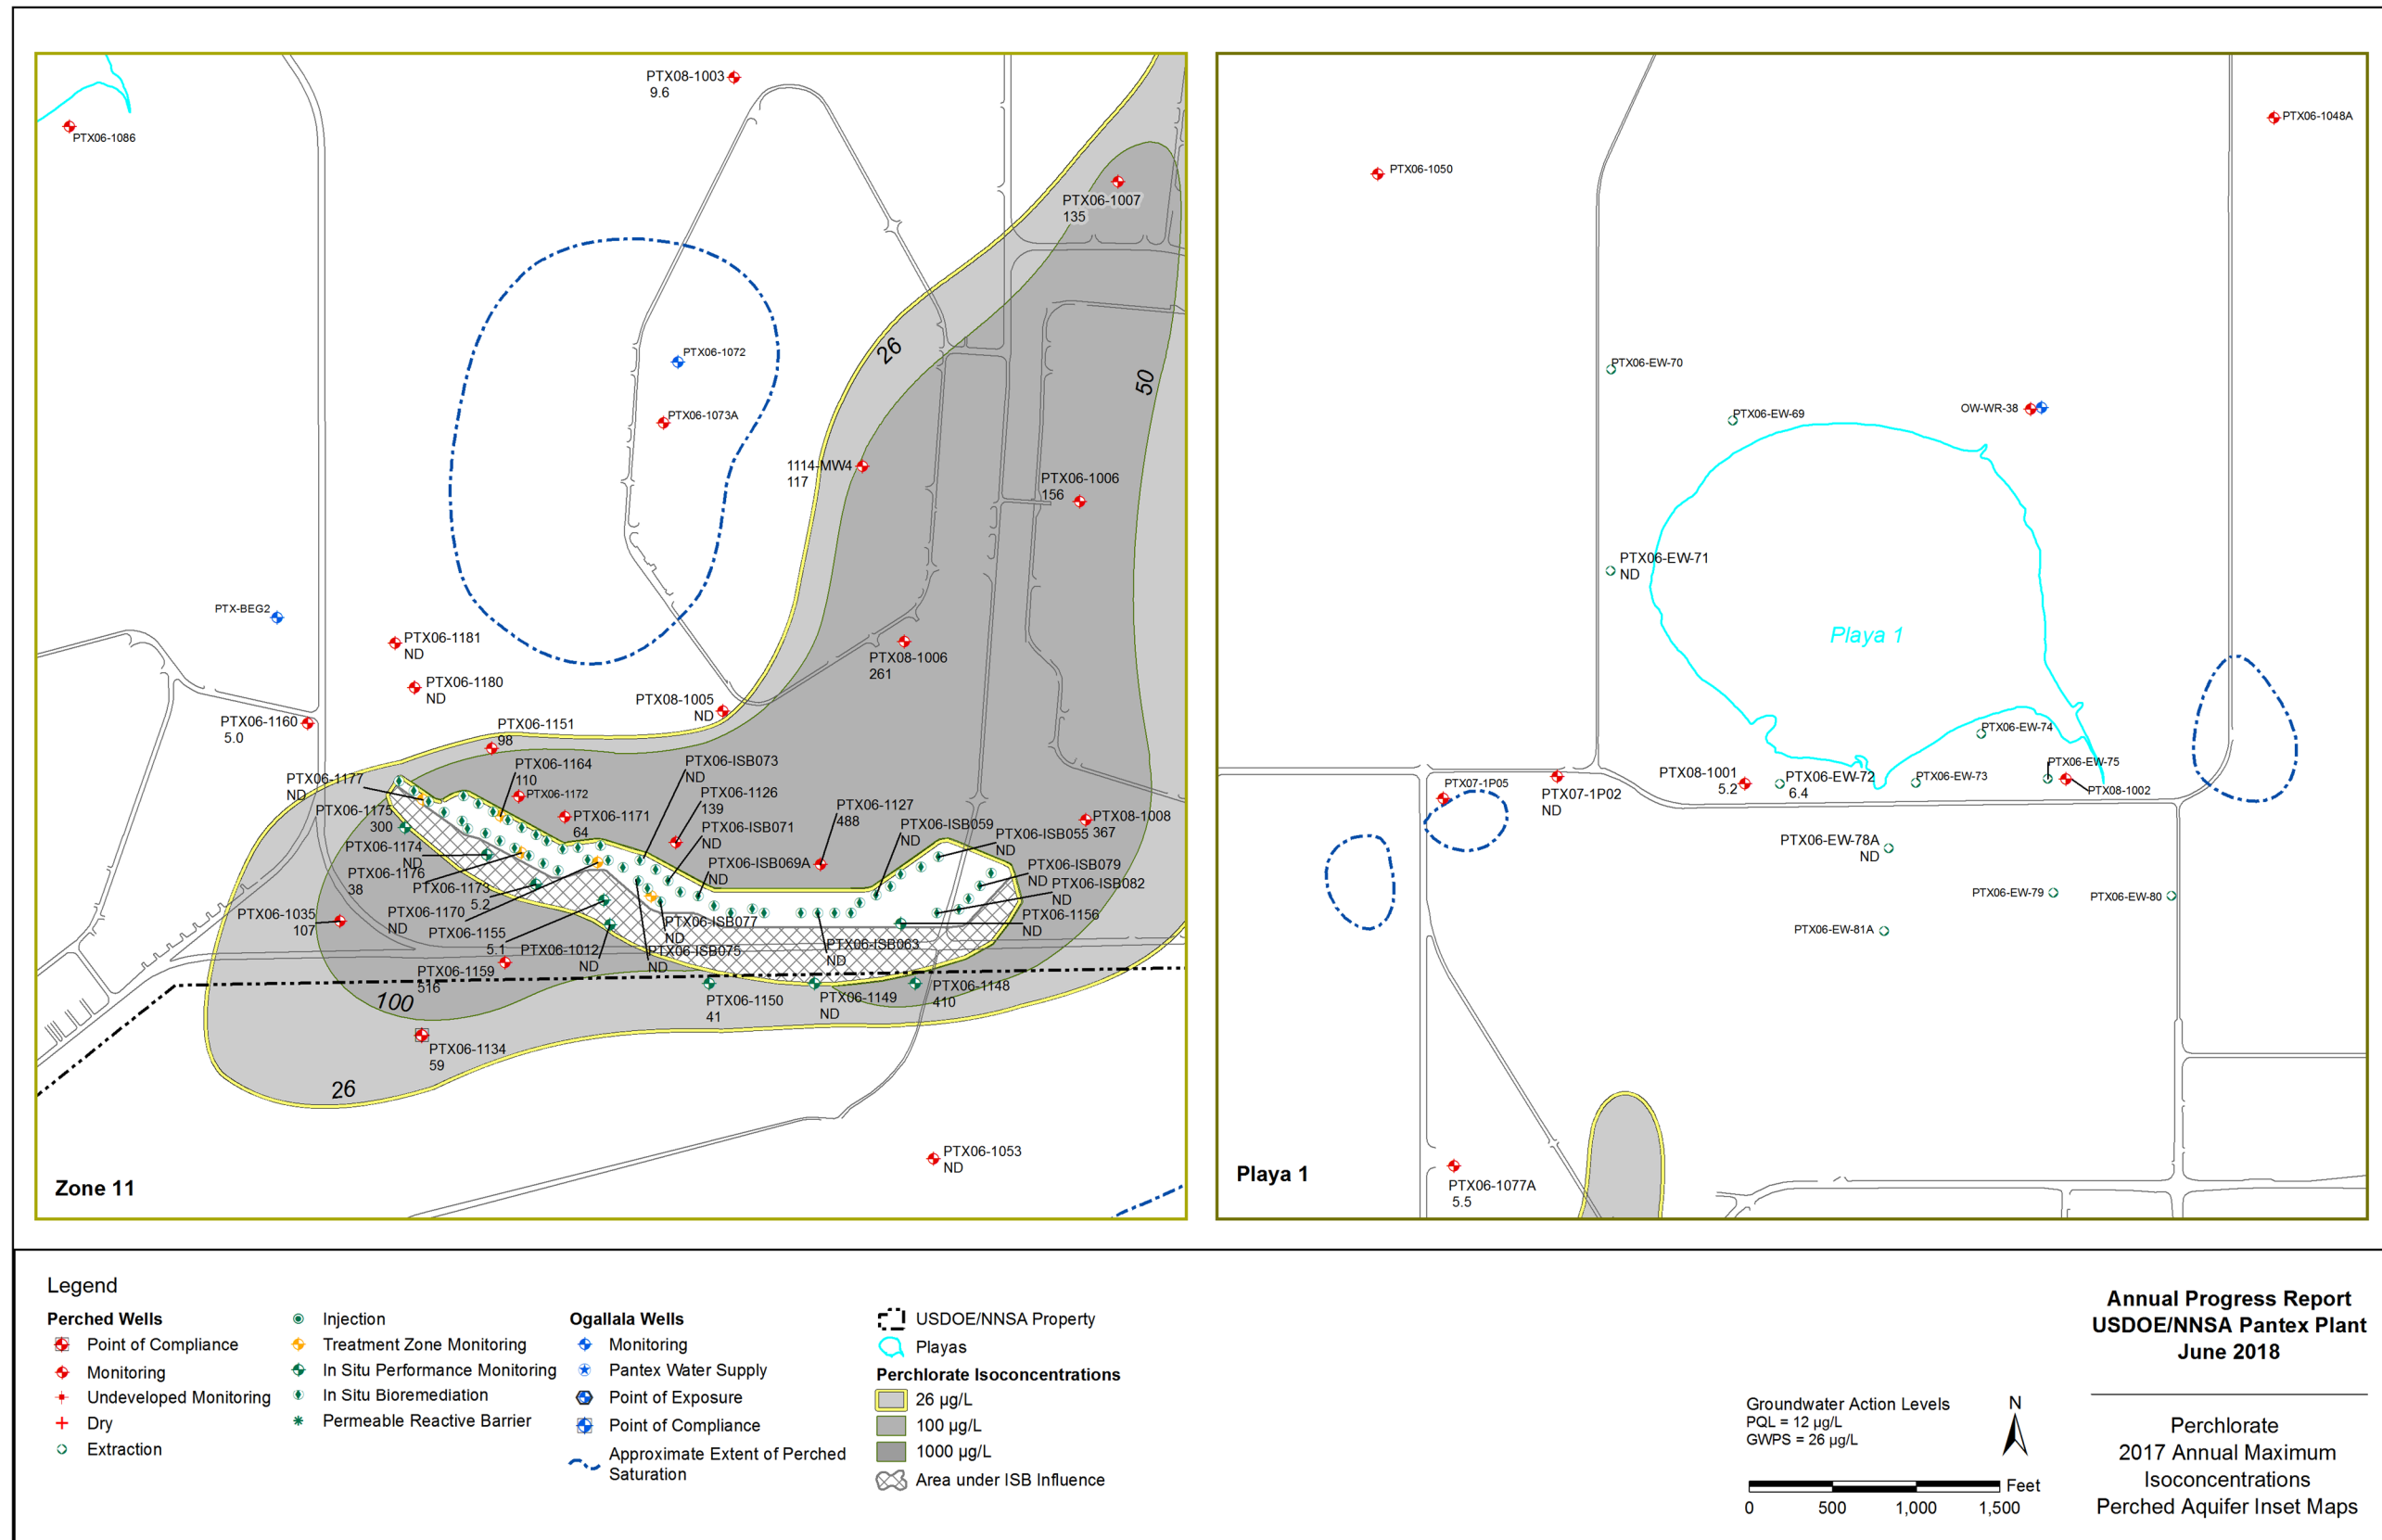 PTX08-1003
9.6
PTX06-1086
PTX06-1007
135
26
PTX06-1072
50
PTX06-1073A
1114-MW4
117
PTX06-1006
156
PTX-BEG2
PTX06-1181
ND
PTX08-1006
261
PTX06-1180
ND
PTX08-1005
ND
PTX06-1160
5.0
PTX06-1151
98
PTX06-1164
110
PTX06-ISB073
ND
PTX06-1177
ND
PTX06-1172
PTX06-1126
139
PTX06-1175
300
PTX06-1171
64
PTX06-1127
488
PTX06-ISB071
ND
PTX06-ISB059
ND
PTX06-ISB055
ND
PTX08-1008
367
PTX06-1174
ND
PTX06-ISB069A
ND
PTX06-ISB079
ND
PTX06-1176
38
PTX06-1173
5.2
PTX06-ISB082
ND
PTX06-1035
107
PTX06-1170
ND
PTX06-1156
ND
PTX06-ISB077
ND
PTX06-1155
5.1
PTX06-1012
ND
PTX06-ISB075
ND
PTX06-ISB063
ND
PTX06-1159
516
100
PTX06-1150
41
PTX06-1149
ND
PTX06-1148
410
PTX06-1134
59
26
PTX06-1053
ND
Zone 11
PTX06-1048A
PTX06-1050
PTX06-EW-70
PTX06-EW-69
OW-WR-38
PTX06-EW-71
ND
Playa 1
PTX06-EW-74
PTX06-EW-75
PTX07-1P05
PTX07-1P02
ND
PTX08-1001
5.2
PTX06-EW-72
6.4
PTX06-EW-73
PTX08-1002
PTX06-EW-78A
ND
PTX06-EW-79
PTX06-EW-80
PTX06-EW-81A
PTX06-1077A
5.5
Playa 1
Legend
Perched Wells
Point of Compliance
Monitoring
Undeveloped Monitoring
Dry
Extraction
Injection
Treatment Zone Monitoring
In Situ Performance Monitoring
In Situ Bioremediation
Permeable Reactive Barrier
Ogallala Wells
Monitoring
Pantex Water Supply
Point of Exposure
Point of Compliance
Approximate Extent of Perched
Saturation
USDOE/NNSA Property
Playas
Perchlorate Isoconcentrations
26 µg/L
100 µg/L
1000 µg/L
Area under ISB Influence
Groundwater Action Levels
PQL = 12 µg/L
GWPS = 26 µg/L
N
Feet
0 500 1,000 1,500
Annual Progress Report
USDOE/NNSA Pantex Plant
June 2018
Perchlorate
2017 Annual Maximum
Isoconcentrations
Perched Aquifer Inset Maps